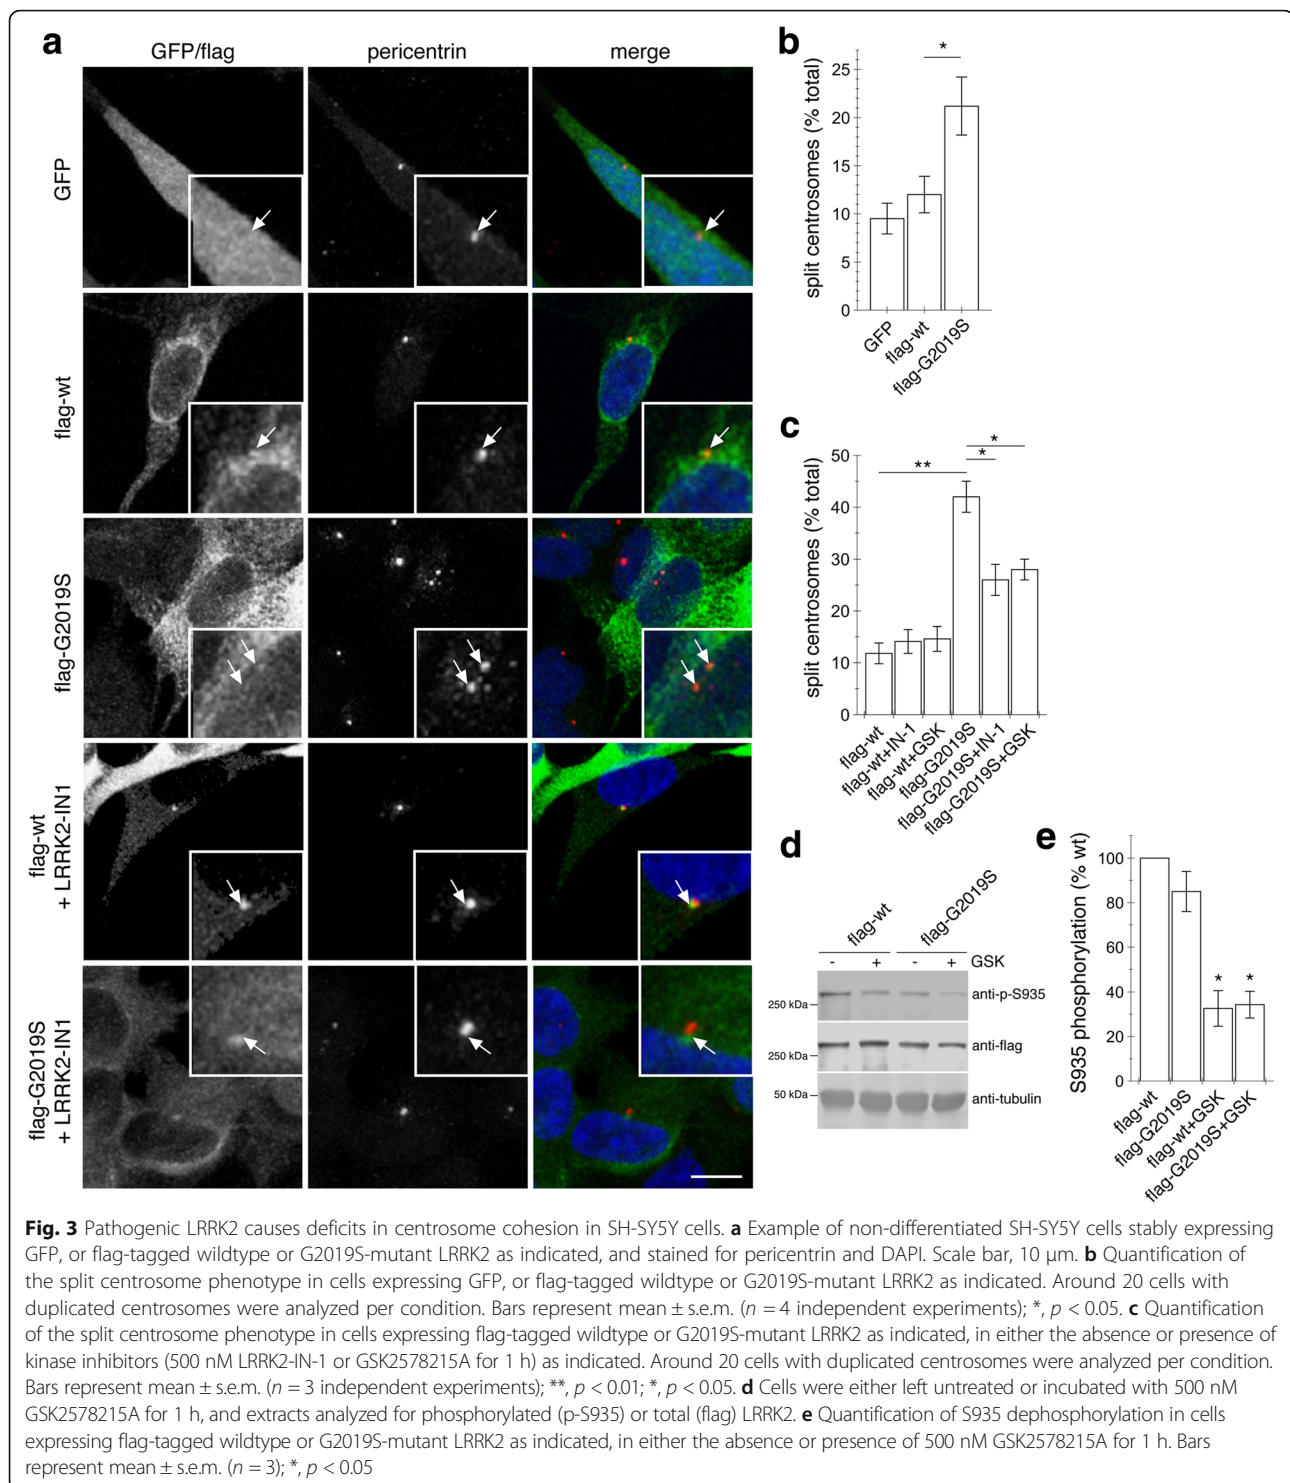 a
GFP/flag
pericentrin
merge
GFP
flag-wt
flag-G2019S
flag-wt
+ LRRK2-IN1
flag-G2019S
+ LRRK2-IN1
b
split centrosomes (% total)
25
20
15
10
5
0
*
GFP
flag-wt
flag-G2019S
c
split centrosomes (% total)
50
40
30
20
10
0
**
*
*
flag-wt
flag-wt+IN-1
flag-wt+GSK
flag-G2019S
flag-G2019S+IN-1
flag-G2019S+GSK
d
flag-wt
flag-G2019S
- + - + GSK
250 kDa
anti-p-S935
250 kDa
anti-flag
50 kDa
anti-tubulin
e
S935 phosphorylation (% wt)
100
80
60
40
20
0
* *
flag-wt
flag-G2019S
flag-wt+GSK
flag-G2019S+GSK
Fig. 3 Pathogenic LRRK2 causes deficits in centrosome cohesion in SH-SY5Y cells. a Example of non-differentiated SH-SY5Y cells stably expressing
GFP, or flag-tagged wildtype or G2019S-mutant LRRK2 as indicated, and stained for pericentrin and DAPI. Scale bar, 10 μm. b Quantification of
the split centrosome phenotype in cells expressing GFP, or flag-tagged wildtype or G2019S-mutant LRRK2 as indicated. Around 20 cells with
duplicated centrosomes were analyzed per condition. Bars represent mean ± s.e.m. (n = 4 independent experiments); *, p < 0.05. c Quantification
of the split centrosome phenotype in cells expressing flag-tagged wildtype or G2019S-mutant LRRK2 as indicated, in either the absence or presence of
kinase inhibitors (500 nM LRRK2-IN-1 or GSK2578215A for 1 h) as indicated. Around 20 cells with duplicated centrosomes were analyzed per condition.
Bars represent mean ± s.e.m. (n = 3 independent experiments); **, p < 0.01; *, p < 0.05. d Cells were either left untreated or incubated with 500 nM
GSK2578215A for 1 h, and extracts analyzed for phosphorylated (p-S935) or total (flag) LRRK2. e Quantification of S935 dephosphorylation in cells
expressing flag-tagged wildtype or G2019S-mutant LRRK2 as indicated, in either the absence or presence of 500 nM GSK2578215A for 1 h. Bars
represent mean ± s.e.m. (n = 3); *, p < 0.05